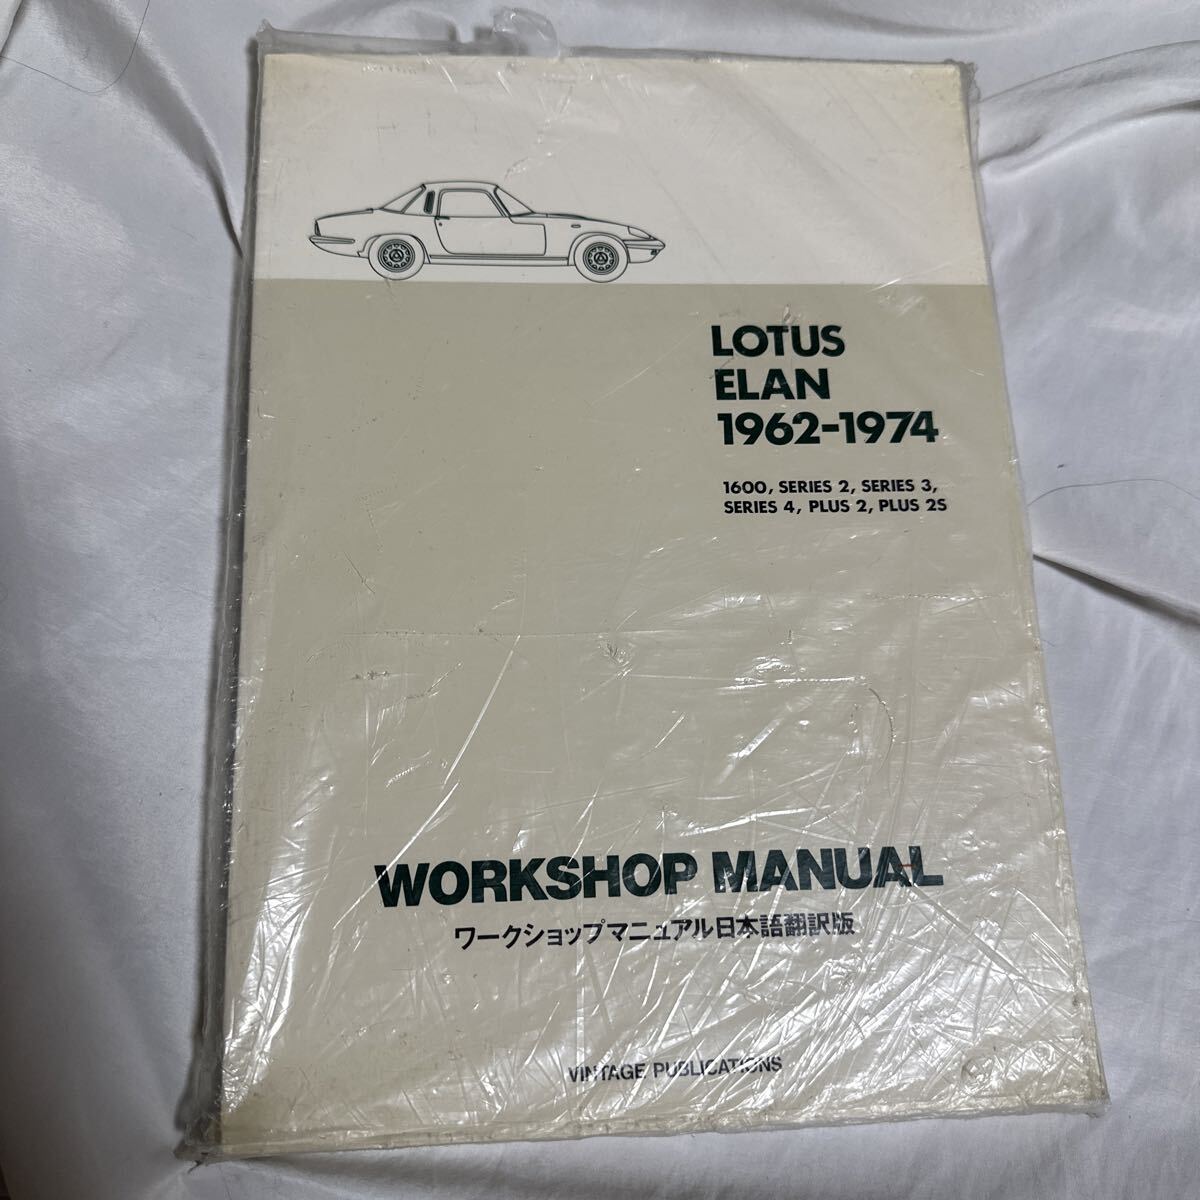 LOTUS
ELAN
1962-1974
1600, SERIES 2, SERIES 3,
SERIES 4, PLUS 2, PLUS 2S
WORKSHOP MANUAL
ワークショップマニュアル日本語翻訳版
VINTAGE PUBLICATIONS